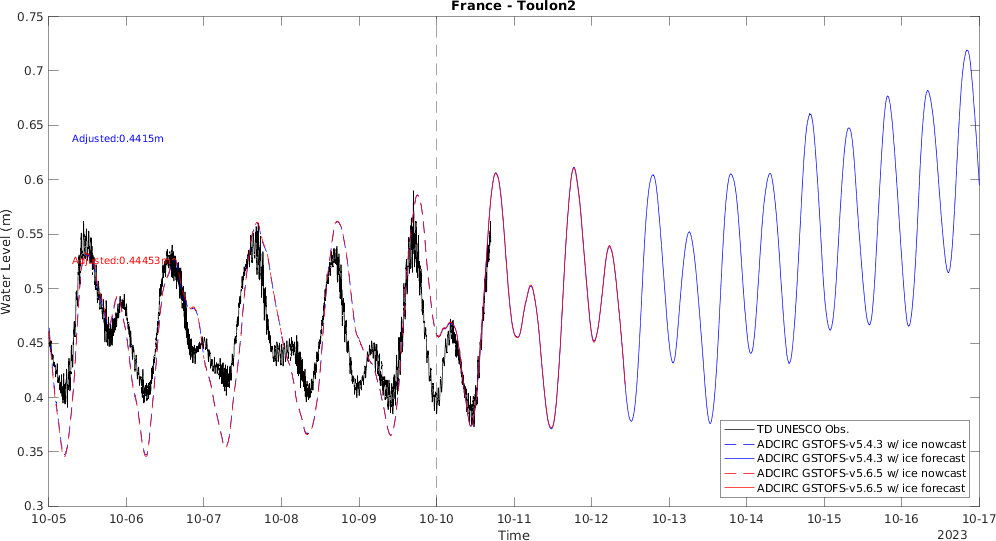 France - Toulon2
0.75
0.7
0.65
0.6
0.55
0.5
0.45
0.4
0.35
0.3
Water Level (m)
Adjusted:0.4415m
Adjusted:0.44453m
TD UNESCO Obs.
ADCIRC GSTOFS-v5.4.3 w/ ice nowcast
ADCIRC GSTOFS-v5.4.3 w/ ice forecast
ADCIRC GSTOFS-v5.6.5 w/ ice nowcast
ADCIRC GSTOFS-v5.6.5 w/ ice forecast
10-05 10-06 10-07 10-08 10-09 10-10 10-11 10-12 10-13 10-14 10-15 10-16 10-17
Time
2023